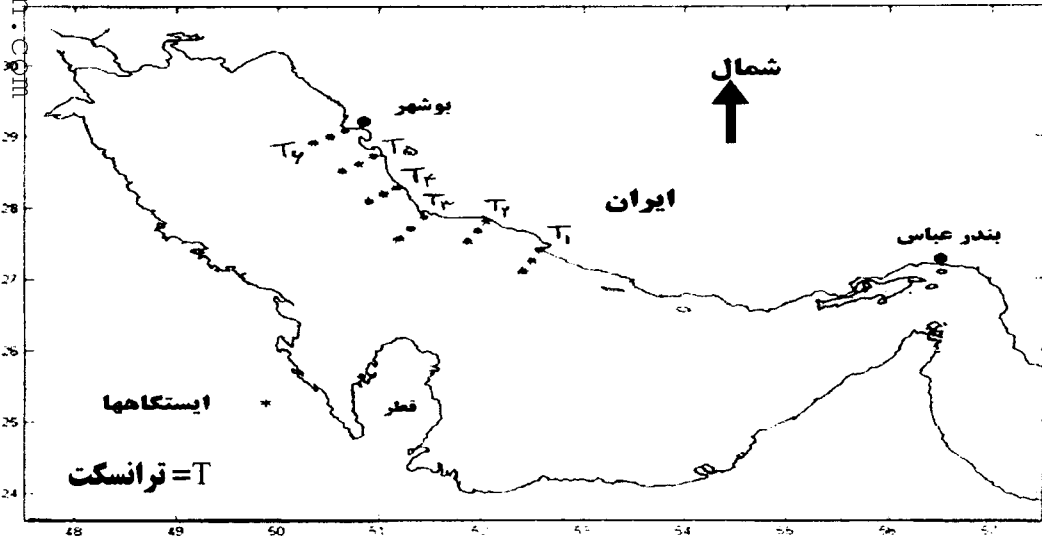 شمال
بوشهر
T۶
T۵
T۴
T۳
T۲
T۱
ایران
بندر عباس
قطر
ایستگاهها *
T= ترانسکت
30
29
28
27
26
25
24
48
49
50
51
52
53
54
55
56
57